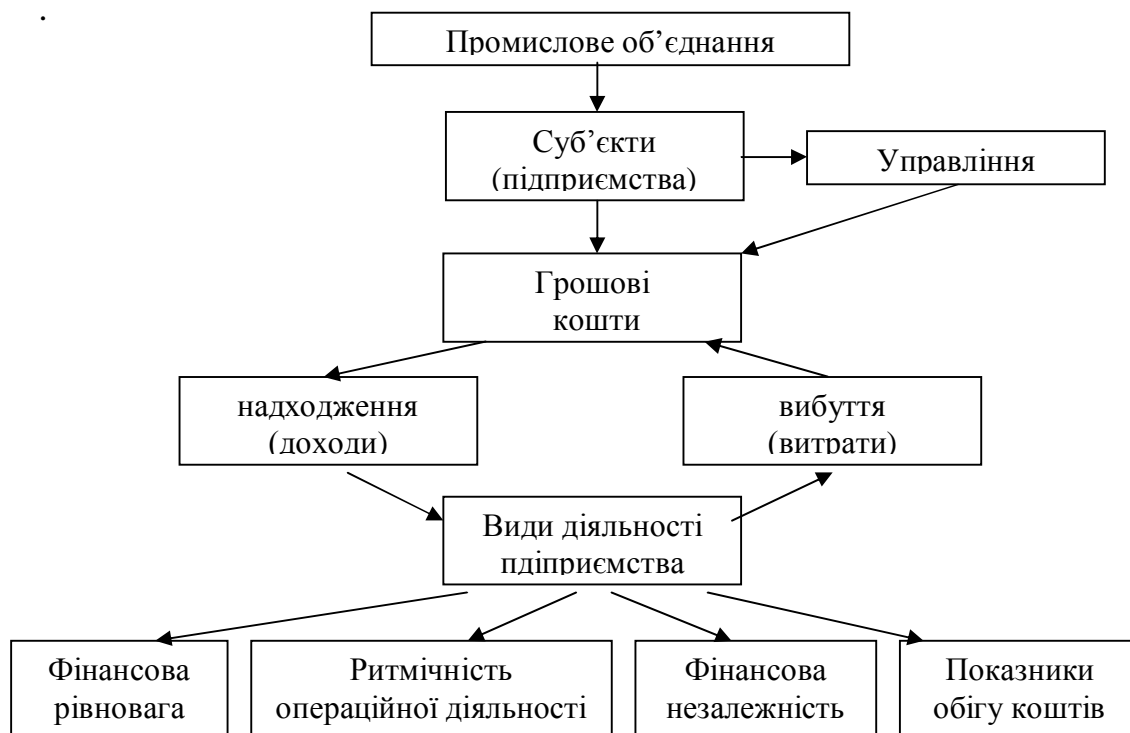 .
Промислове об’єднання
Суб’єкти
(підприємства)
Управління
Грошові
кошти
надходження
(доходи)
вибуття
(витрати)
Види діяльності
пдіприємства
Фінансова
рівновага
Ритмічність
операційної діяльності
Фінансова
незалежність
Показники
обігу коштів